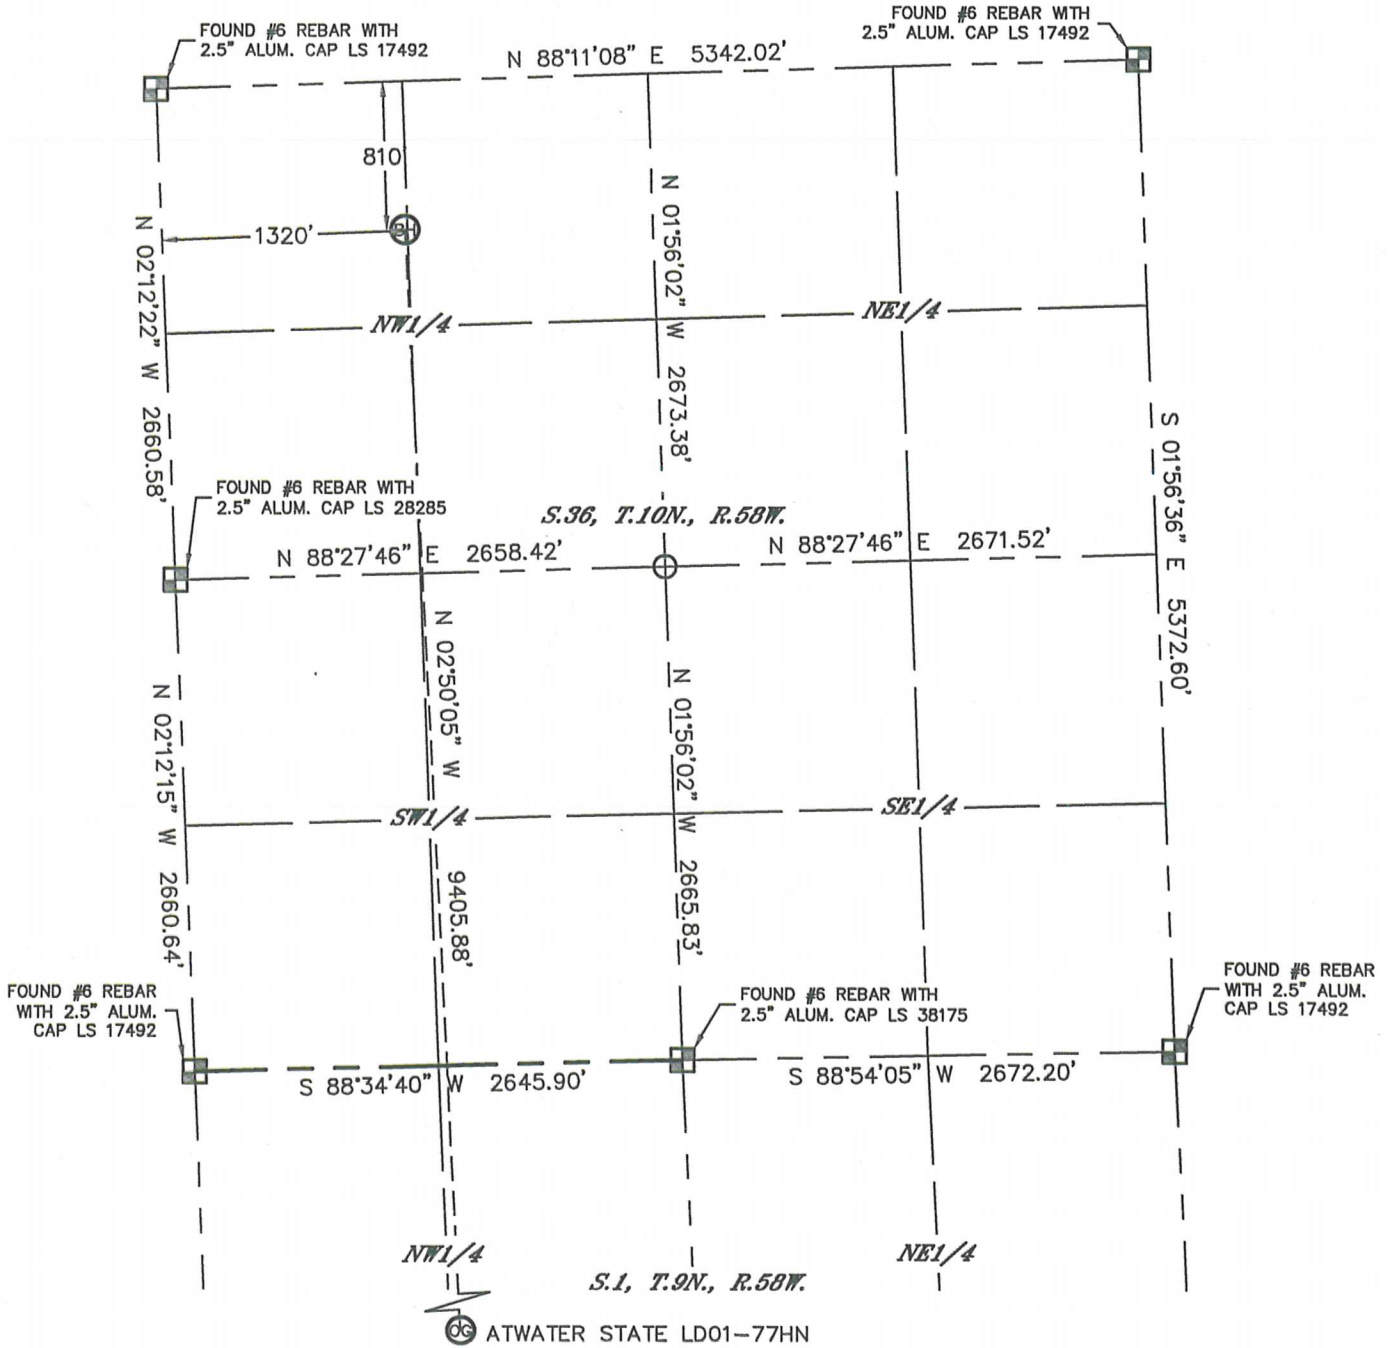 FOUND #6 REBAR WITH
2.5" ALUM. CAP LS 17492
FOUND #6 REBAR WITH
2.5" ALUM. CAP LS 17492
N 88°11'08" E 5342.02'
810
1320'
BH
N 02°12'22" W 2660.58'
N 01°56'02" W 2673.38'
NW1/4
NE1/4
S 01°56'36" E 5372.60'
FOUND #6 REBAR WITH
2.5" ALUM. CAP LS 28285
S.36, T.10N., R.58W.
N 88°27'46" E 2658.42'
N 88°27'46" E 2671.52'
N 02°12'15" W 2660.64'
N 02°50'05" W 9405.88'
N 01°56'02" W 2665.83'
SW1/4
SE1/4
FOUND #6 REBAR
WITH 2.5" ALUM.
CAP LS 17492
FOUND #6 REBAR WITH
2.5" ALUM. CAP LS 38175
FOUND #6 REBAR
WITH 2.5" ALUM.
CAP LS 17492
S 88°34'40" W 2645.90'
S 88°54'05" W 2672.20'
NW1/4
NE1/4
S.1, T.9N., R.58W.
OG ATWATER STATE LD01-77HN